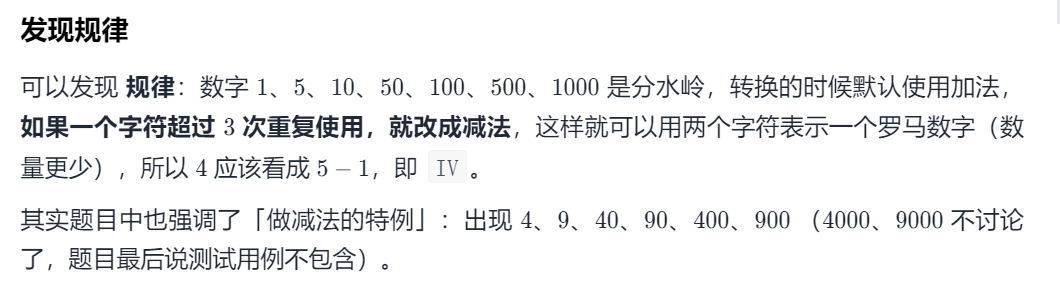 发现规律
可以发现 规律：数字 1、5、10、50、100、500、1000 是分水岭，转换的时候默认使用加法，
如果一个字符超过 3 次重复使用，就改成减法，这样就可以用两个字符表示一个罗马数字（数
量更少），所以 4 应该看成 5 − 1，即 IV 。
其实题目中也强调了「做减法的特例」：出现 4、9、40、90、400、900 （4000、9000 不讨论
了，题目最后说测试用例不包含）。